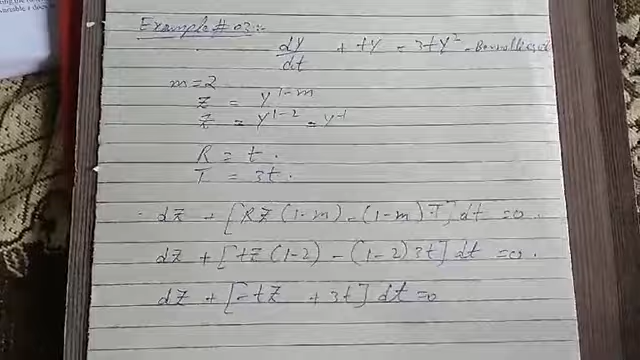 Example # 03:-
dy/dt + ty = 3ty² - Bernoulli eq
m = 2
z = y^1-m
z = y^1-2 = y^-1
R = t.
T = 3t.
dz + [Rz(1-m) - (1-m)T]dt = 0.
dz + [tz(1-2) - (1-2)3t]dt = 0.
dz + [-tz + 3t]dt = 0